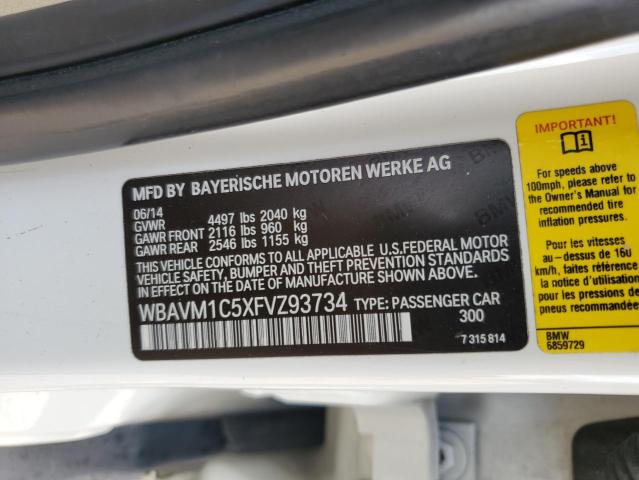 MFD BY BAYERISCHE MOTOREN WERKE AG
06/14
GVWR 4497 lbs 2040 kg
GAWR FRONT 2116 lbs 960 kg
GAWR REAR 2546 lbs 1155 kg
THIS VEHICLE CONFORMS TO ALL APPLICABLE U.S.FEDERAL MOTOR
VEHICLE SAFETY, BUMPER AND THEFT PREVENTION STANDARDS
IN EFFECT ON THE DATE OF MANUFACTURE SHOWN ABOVE.
WBAVM1C5XFVZ93734 TYPE: PASSENGER CAR
300
7 315 814
IMPORTANT!
For speeds above
100mph, please refer to
the Owner's Manual for
recommended tire
inflation pressures.
Pour les vitesses
au-dessus de 160
km/h, faites référence
à la notice d'utilisation
pour les pressions de
pneu recommandées.
BMW
6859729